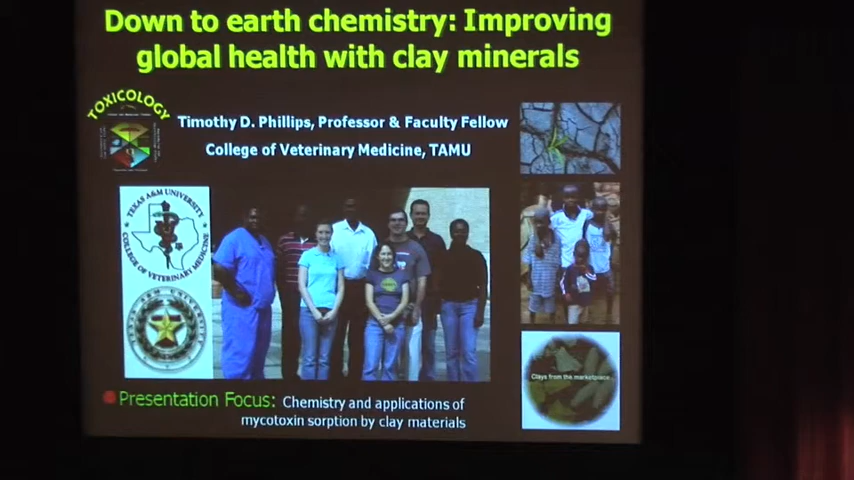 Down to earth chemistry: Improving
global health with clay minerals
TOXICOLOGY
Timothy D. Phillips, Professor & Faculty Fellow
College of Veterinary Medicine, TAMU
TEXAS A&M UNIVERSITY
COLLEGE OF VETERINARY MEDICINE
TEXAS A&M UNIVERSITY
Clays from the marketplace
Presentation Focus: Chemistry and applications of
mycotoxin sorption by clay materials